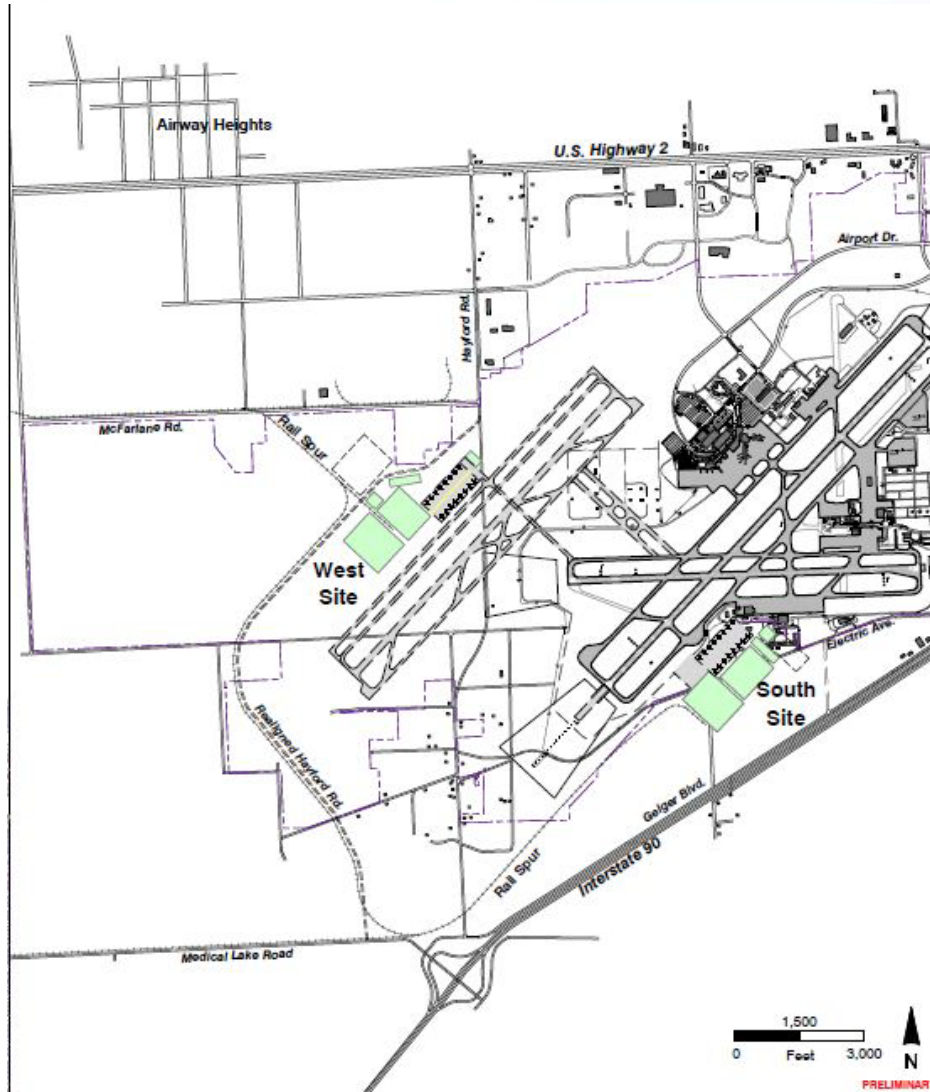 Airway Heights
U.S. Highway 2
Airport Dr.
Hayford Rd.
McFarlane Rd.
Rail Spur
West
Site
Electric Ave.
South
Site
Realigned Hayford Rd.
Geiger Blvd.
Rail Spur
Interstate 90
Medical Lake Road
1,500
0 Feet 3,000
N
PRELIMINAR